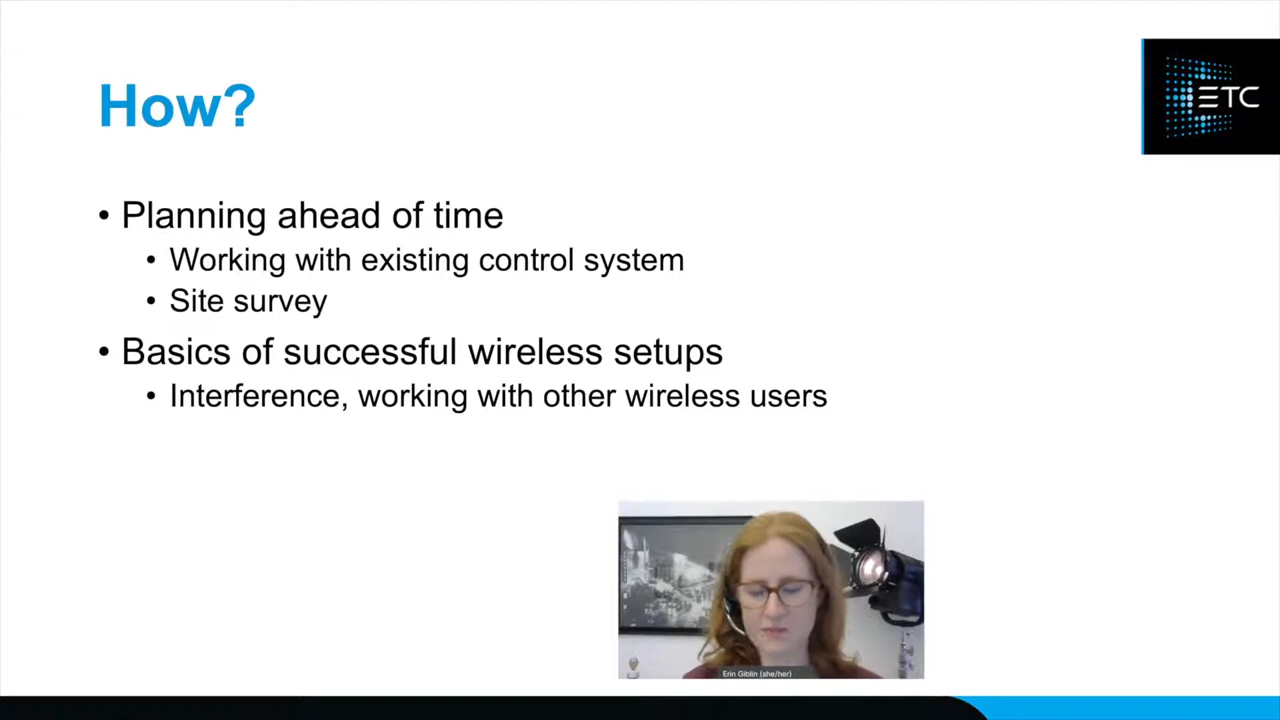 How?
ETC
• Planning ahead of time
• Working with existing control system
• Site survey
• Basics of successful wireless setups
• Interference, working with other wireless users
Erin Giblin (she/her)